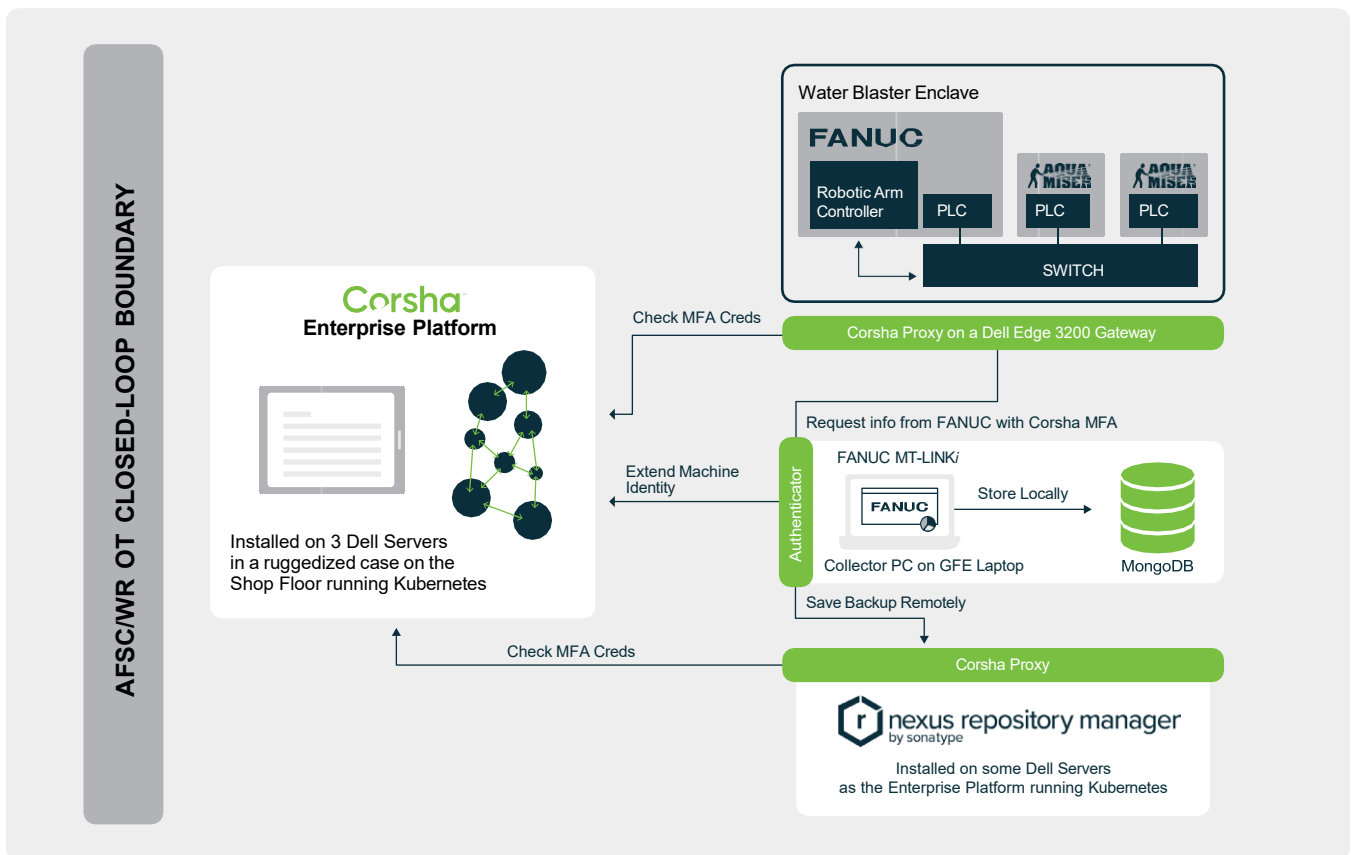 AFSC/WR OT CLOSED-LOOP BOUNDARY
Water Blaster Enclave
FANUC
Robotic Arm
Controller
PLC
AQUA
MISER
PLC
AQUA
MISER
PLC
SWITCH
Corsha
Enterprise Platform
Installed on 3 Dell Servers
in a ruggedized case on the
Shop Floor running Kubernetes
Check MFA Creds
Corsha Proxy on a Dell Edge 3200 Gateway
Request info from FANUC with Corsha MFA
Extend Machine
Identity
Authenticator
FANUC MT-LINKi
FANUC
Collector PC on GFE Laptop
Store Locally
MongoDB
Save Backup Remotely
Check MFA Creds
Corsha Proxy
r nexus repository manager
by sonatype
Installed on some Dell Servers
as the Enterprise Platform running Kubernetes